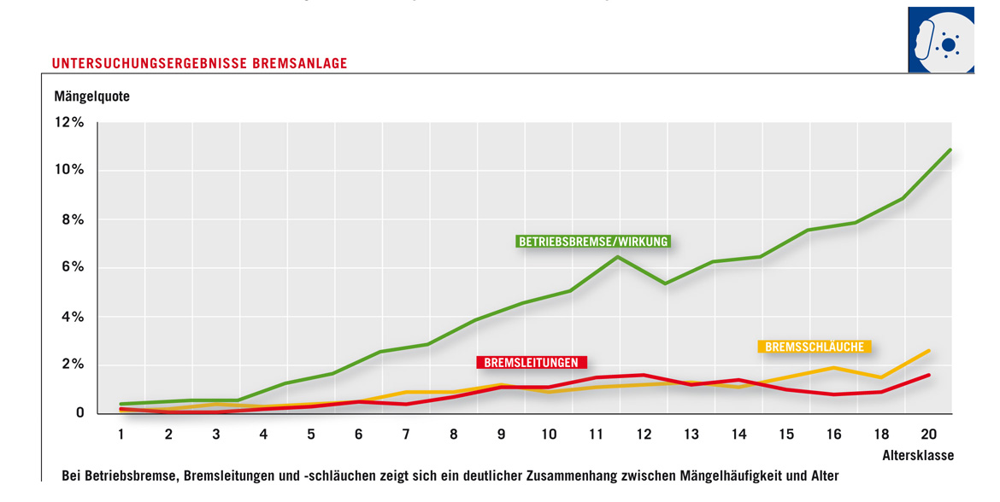 UNTERSUCHUNGSERGEBNISSE BREMSANLAGE
Mängelquote
12%
10%
8%
6%
4%
2%
0
BETRIEBSBREMSE/WIRKUNG
BREMSSCHLÄUCHE
BREMSLEITUNGEN
1 2 3 4 5 6 7 8 9 10 11 12 13 14 15 16 18 20
Altersklasse
Bei Betriebsbremse, Bremsleitungen und -schläuchen zeigt sich ein deutlicher Zusammenhang zwischen Mängelhäufigkeit und Alter